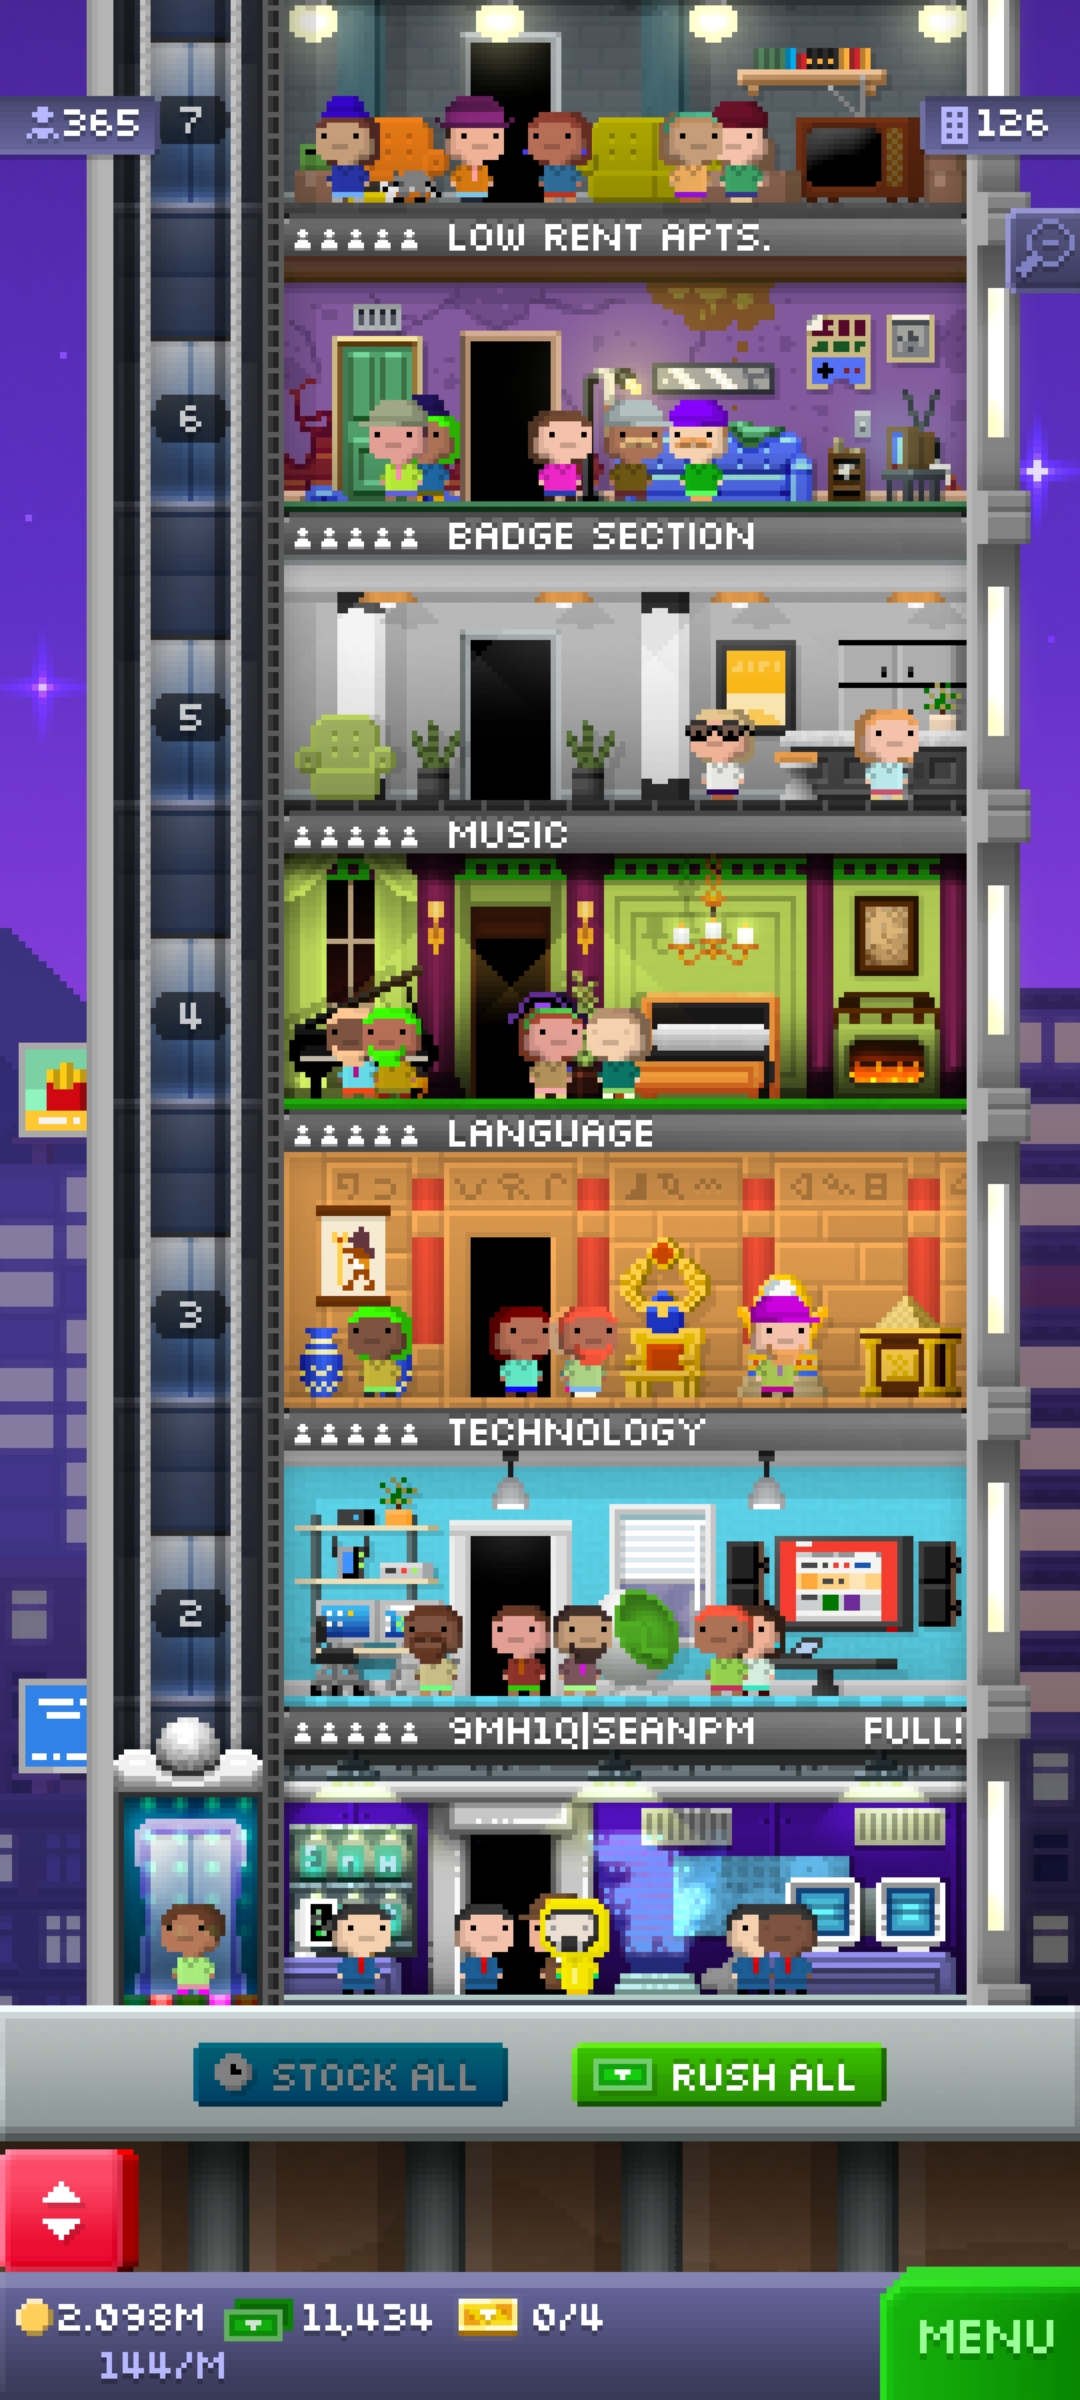 7
365
126
LOW RENT APTS.
6
BADGE SECTION
5
MUSIC
4
LANGUAGE
3
TECHNOLOGY
2
9MH1Q|SEANPM FULL!
STOCK ALL
RUSH ALL
2.098M 11,434 0/4
144/M
MENU